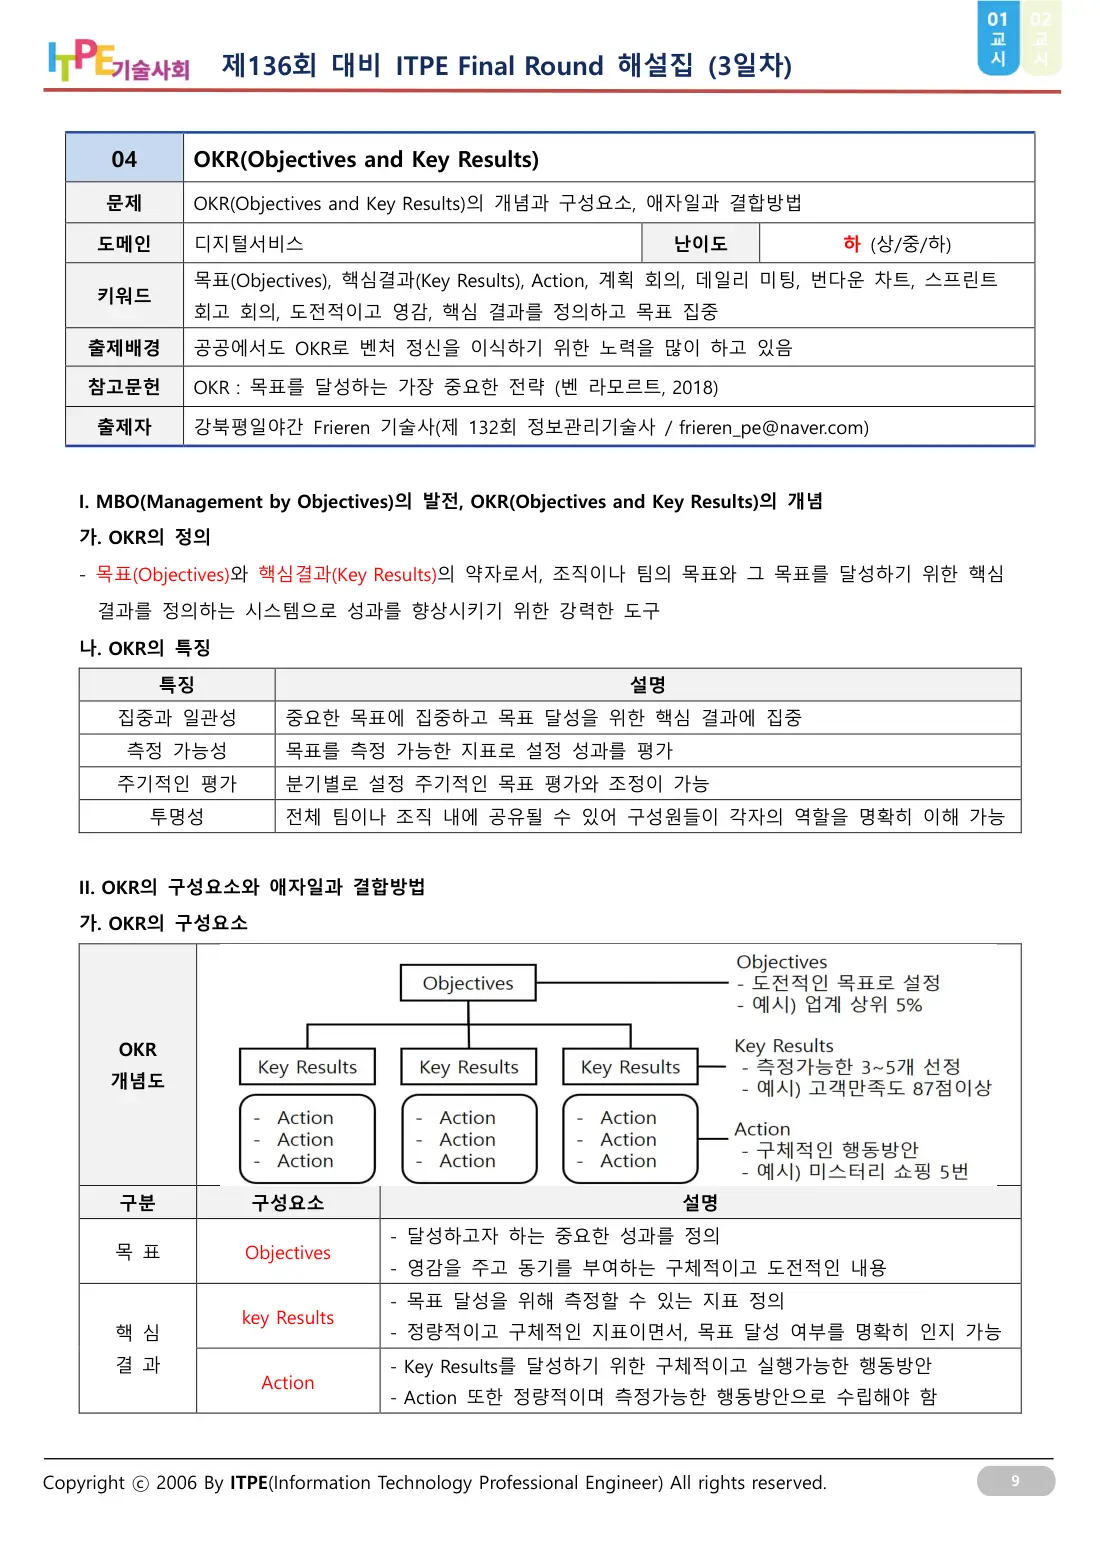 ITPE기술사회 제136회 대비 ITPE Final Round 해설집 (3일차)
01 교시
02 교시
04 OKR(Objectives and Key Results)
문제 OKR(Objectives and Key Results)의 개념과 구성요소, 애자일과 결합방법
도메인 디지털서비스 난이도 하 (상/중/하)
키워드 목표(Objectives), 핵심결과(Key Results), Action, 계획 회의, 데일리 미팅, 번다운 차트, 스프린트
회고 회의, 도전적이고 영감, 핵심 결과를 정의하고 목표 집중
출제배경 공공에서도 OKR로 벤처 정신을 이식하기 위한 노력을 많이 하고 있음
참고문헌 OKR : 목표를 달성하는 가장 중요한 전략 (벤 라모르트, 2018)
출제자 강북평일야간 Frieren 기술사(제 132회 정보관리기술사 / frieren_pe@naver.com)
I. MBO(Management by Objectives)의 발전, OKR(Objectives and Key Results)의 개념
가. OKR의 정의
- 목표(Objectives)와 핵심결과(Key Results)의 약자로서, 조직이나 팀의 목표와 그 목표를 달성하기 위한 핵심
결과를 정의하는 시스템으로 성과를 향상시키기 위한 강력한 도구
나. OKR의 특징
특징 설명
집중과 일관성 중요한 목표에 집중하고 목표 달성을 위한 핵심 결과에 집중
측정 가능성 목표를 측정 가능한 지표로 설정 성과를 평가
주기적인 평가 분기별로 설정 주기적인 목표 평가와 조정이 가능
투명성 전체 팀이나 조직 내에 공유될 수 있어 구성원들이 각자의 역할을 명확히 이해 가능
II. OKR의 구성요소와 애자일과 결합방법
가. OKR의 구성요소
OKR
개념도
Objectives
Objectives
- 도전적인 목표로 설정
- 예시) 업계 상위 5%
Key Results Key Results Key Results
Key Results
- 측정가능한 3~5개 선정
- 예시) 고객만족도 87점이상
- Action - Action - Action
- Action - Action - Action
- Action - Action - Action
Action
- 구체적인 행동방안
- 예시) 미스터리 쇼핑 5번
구분 구성요소 설명
목 표 Objectives
- 달성하고자 하는 중요한 성과를 정의
- 영감을 주고 동기를 부여하는 구체적이고 도전적인 내용
핵 심
결 과
key Results
- 목표 달성을 위해 측정할 수 있는 지표 정의
- 정량적이고 구체적인 지표이면서, 목표 달성 여부를 명확히 인지 가능
Action
- Key Results를 달성하기 위한 구체적이고 실행가능한 행동방안
- Action 또한 정량적이며 측정가능한 행동방안으로 수립해야 함
Copyright ⓒ 2006 By ITPE(Information Technology Professional Engineer) All rights reserved.
9